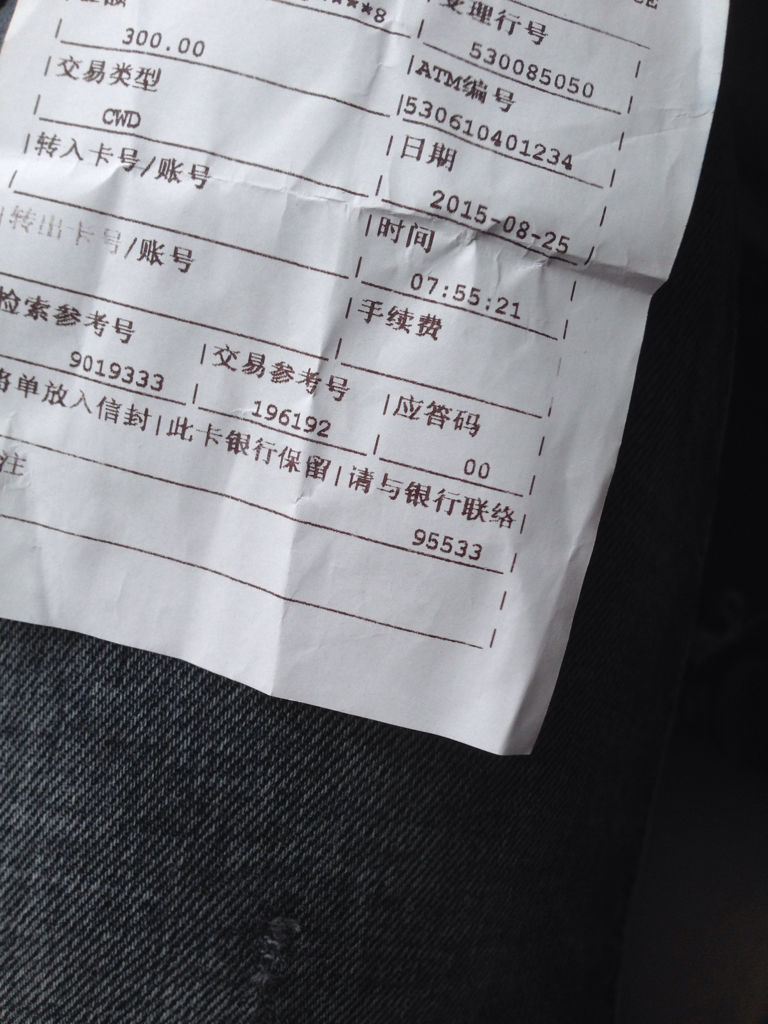 受理行号
530085050
300.00
ATM编号
交易类型
530610401234
CWD
日期
转入卡号/账号
2015-08-25
时间
转出卡号/账号
07:55:21
手续费
检索参考号
交易参考号
9019333
应答码
196192
00
单放入信封|此卡银行保留|请与银行联络
95533
注